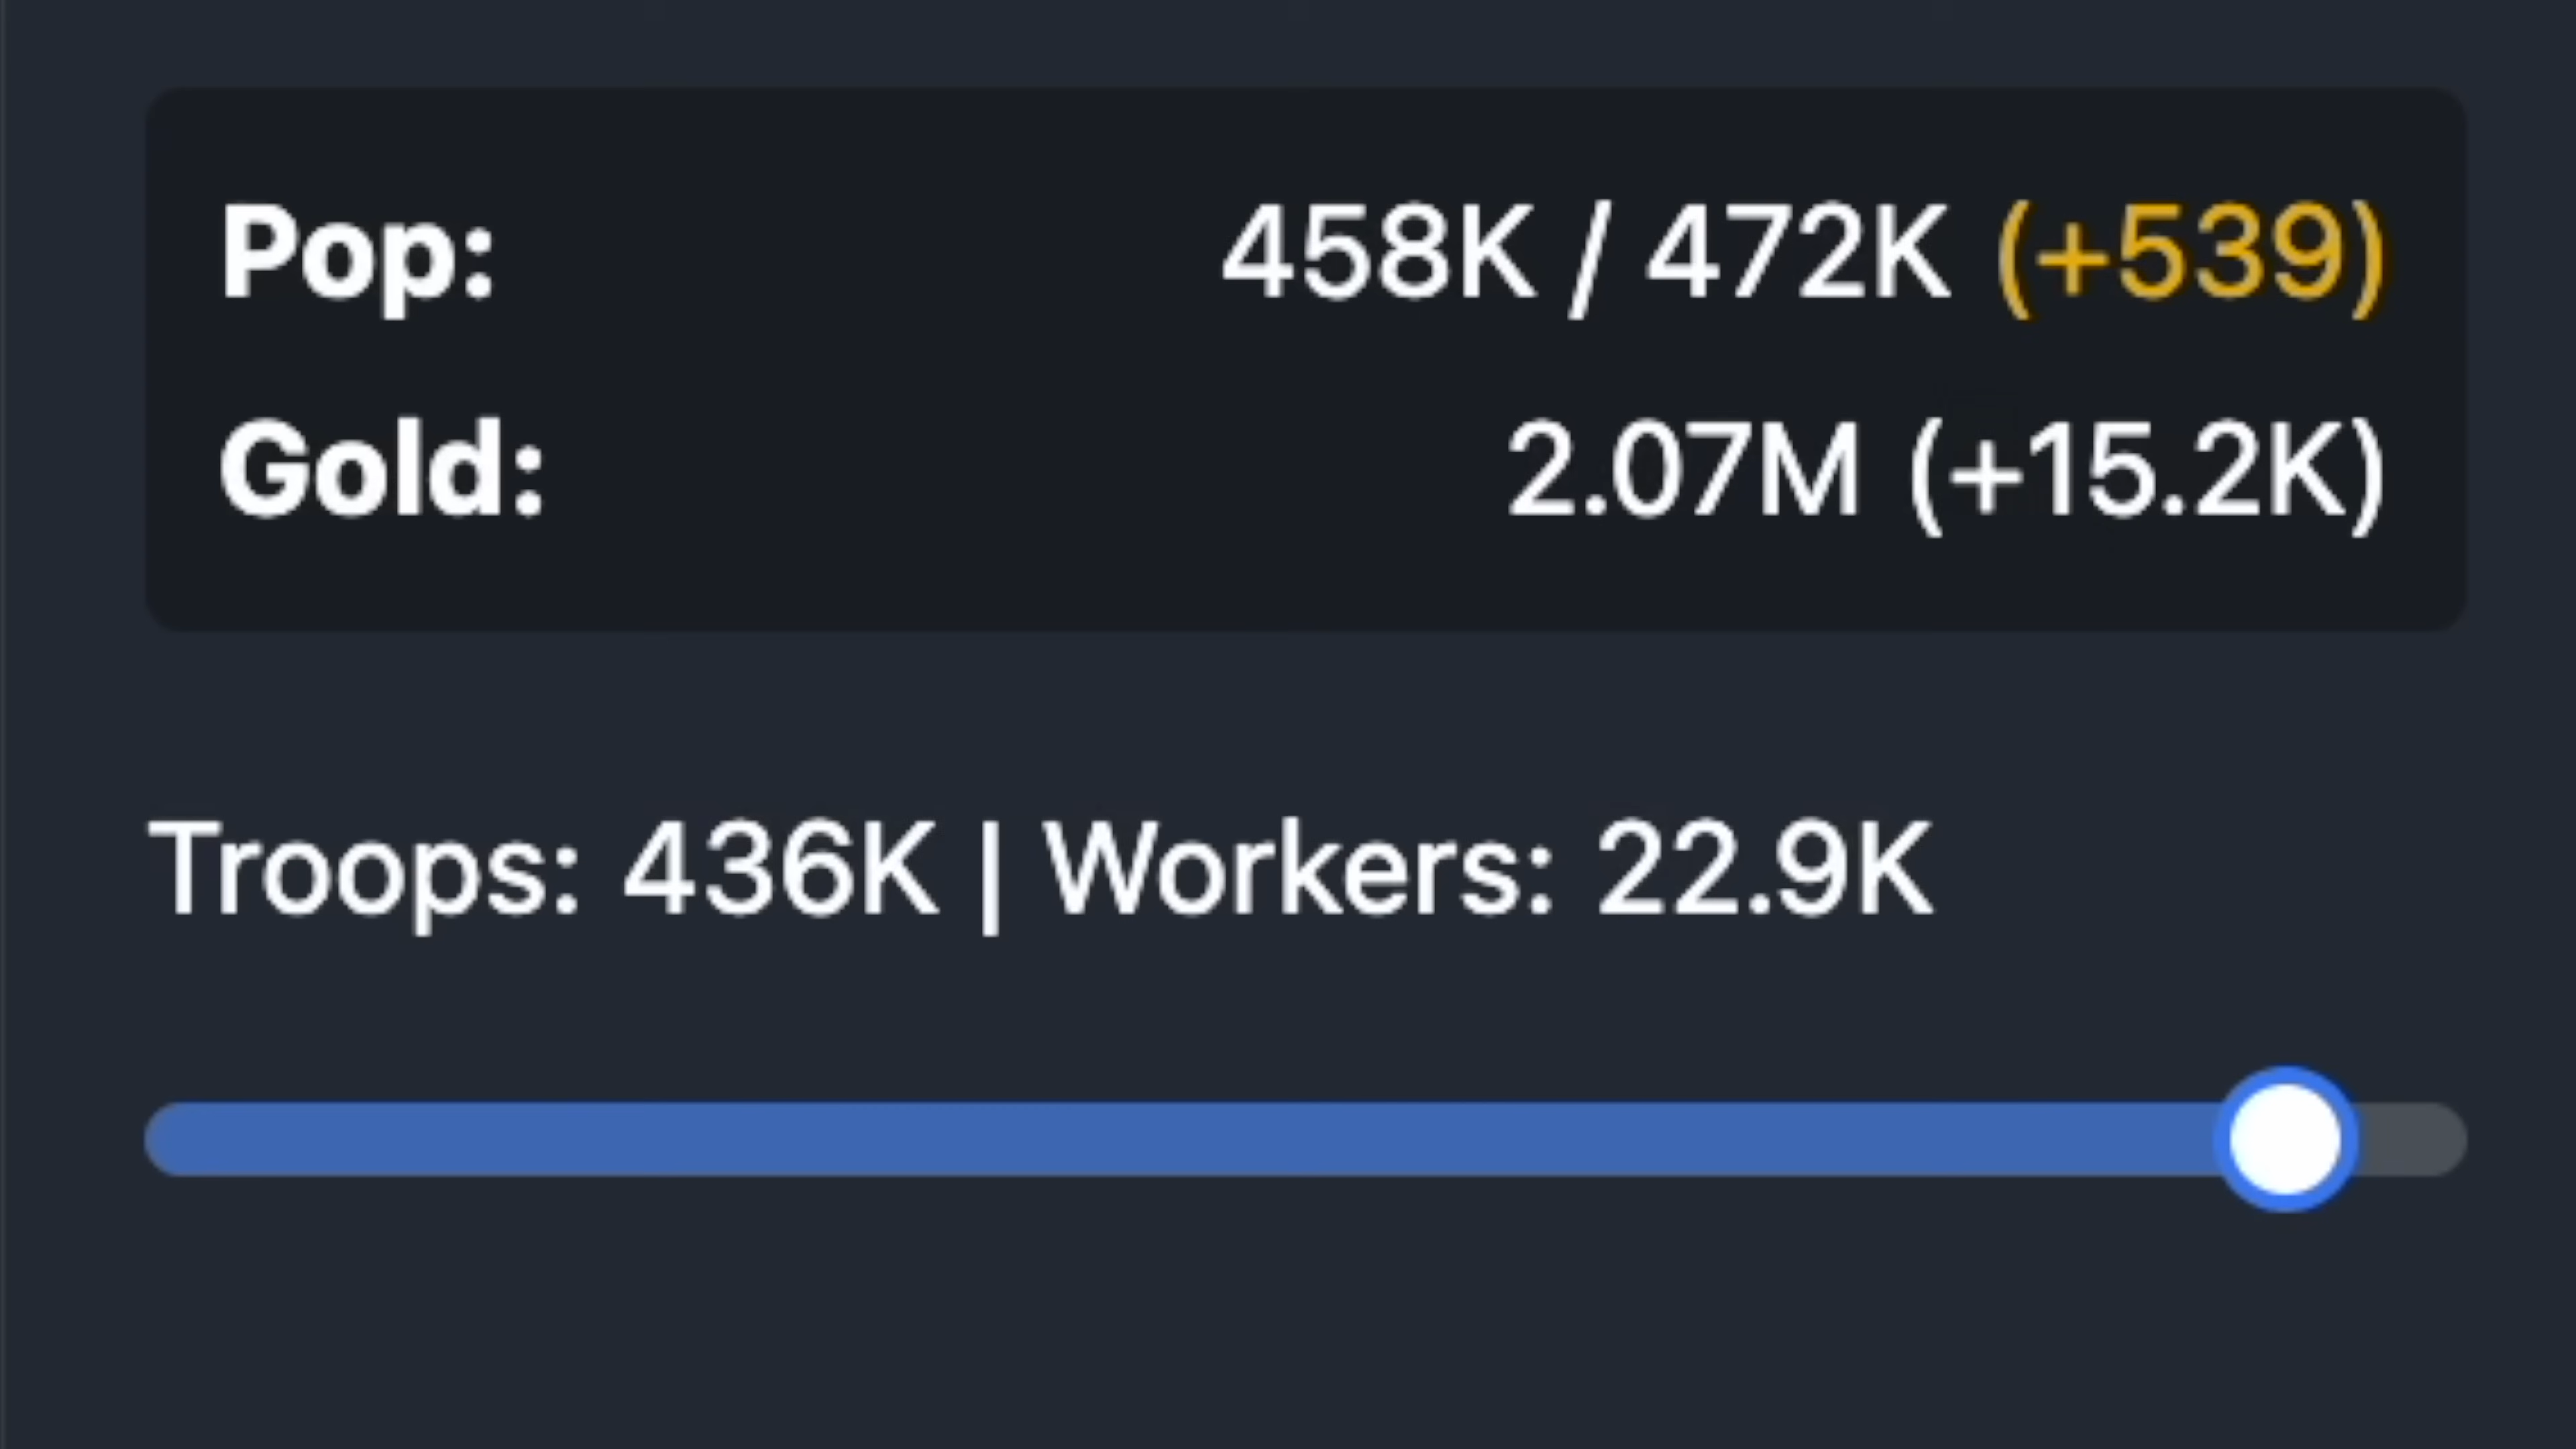 Pop: 458K / 472K (+539)
Gold: 2.07M (+15.2K)
Troops: 436K | Workers: 22.9K